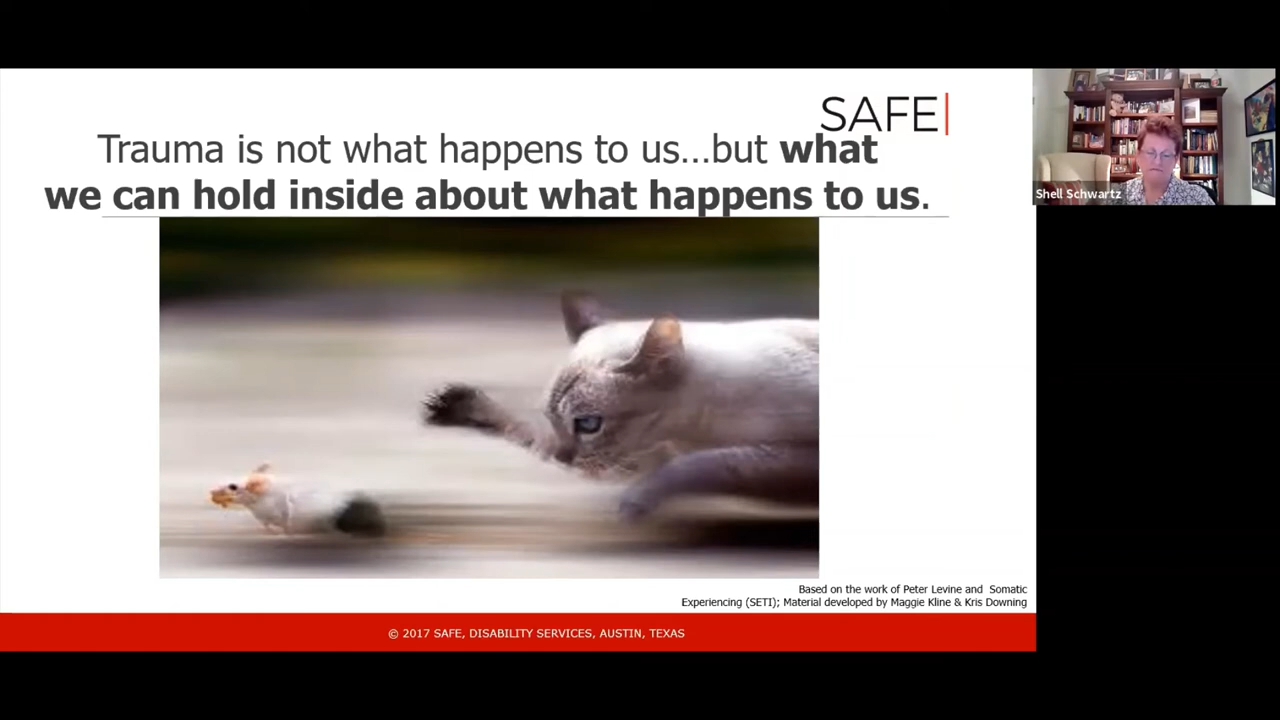 SAFE
Trauma is not what happens to us...but what
we can hold inside about what happens to us.
Shell Schwartz
Based on the work of Peter Levine and Somatic
Experiencing (SETI); Material developed by Maggie Kline & Kris Downing
© 2017 SAFE, DISABILITY SERVICES, AUSTIN, TEXAS